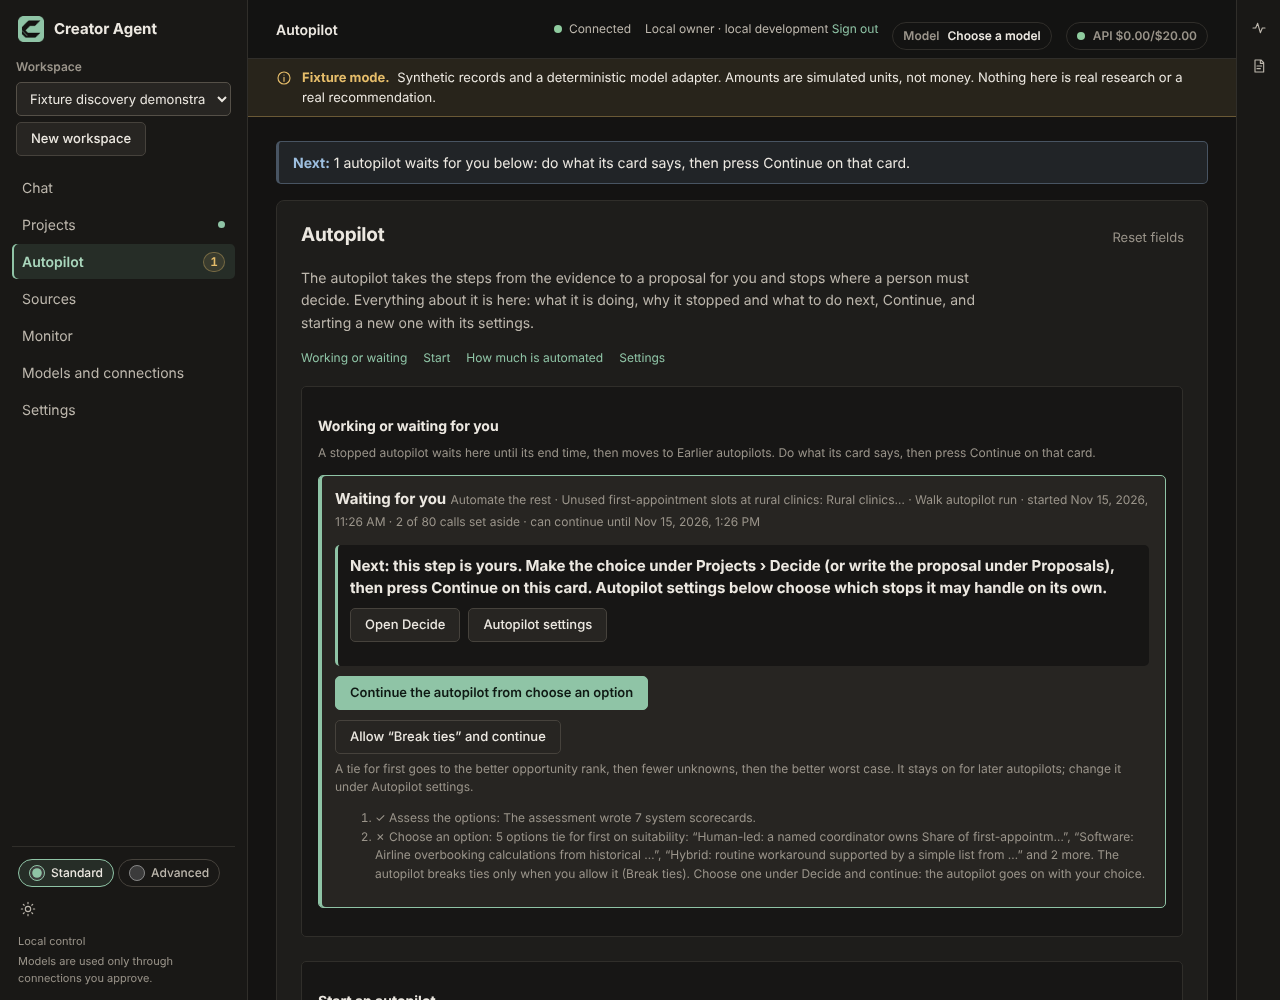 Creator Agent
Workspace
Fixture discovery demonstra
New workspace
Chat
Projects
Autopilot 1
Sources
Monitor
Models and connections
Settings
Standard Advanced
Local control
Models are used only through
connections you approve.
Autopilot
Connected Local owner · local development Sign out Model Choose a model API $0.00/$20.00
Fixture mode. Synthetic records and a deterministic model adapter. Amounts are simulated units, not money. Nothing here is real research or a
real recommendation.
Next: 1 autopilot waits for you below: do what its card says, then press Continue on that card.
Autopilot
Reset fields
The autopilot takes the steps from the evidence to a proposal for you and stops where a person must
decide. Everything about it is here: what it is doing, why it stopped and what to do next, Continue, and
starting a new one with its settings.
Working or waiting Start How much is automated Settings
Working or waiting for you
A stopped autopilot waits here until its end time, then moves to Earlier autopilots. Do what its card says, then press Continue on that card.
Waiting for you Automate the rest · Unused first-appointment slots at rural clinics: Rural clinics… · Walk autopilot run · started Nov 15, 2026,
11:26 AM · 2 of 80 calls set aside · can continue until Nov 15, 2026, 1:26 PM
Next: this step is yours. Make the choice under Projects › Decide (or write the proposal under Proposals),
then press Continue on this card. Autopilot settings below choose which stops it may handle on its own.
Open Decide Autopilot settings
Continue the autopilot from choose an option
Allow “Break ties” and continue
A tie for first goes to the better opportunity rank, then fewer unknowns, then the better worst case. It stays on for later autopilots; change it
under Autopilot settings.
1. ✓ Assess the options: The assessment wrote 7 system scorecards.
2. ✕ Choose an option: 5 options tie for first on suitability: “Human-led: a named coordinator owns Share of first-appointm…”, “Software:
Airline overbooking calculations from historical …”, “Hybrid: routine workaround supported by a simple list from …” and 2 more. The
autopilot breaks ties only when you allow it (Break ties). Choose one under Decide and continue: the autopilot goes on with your choice.
Start an autopilot